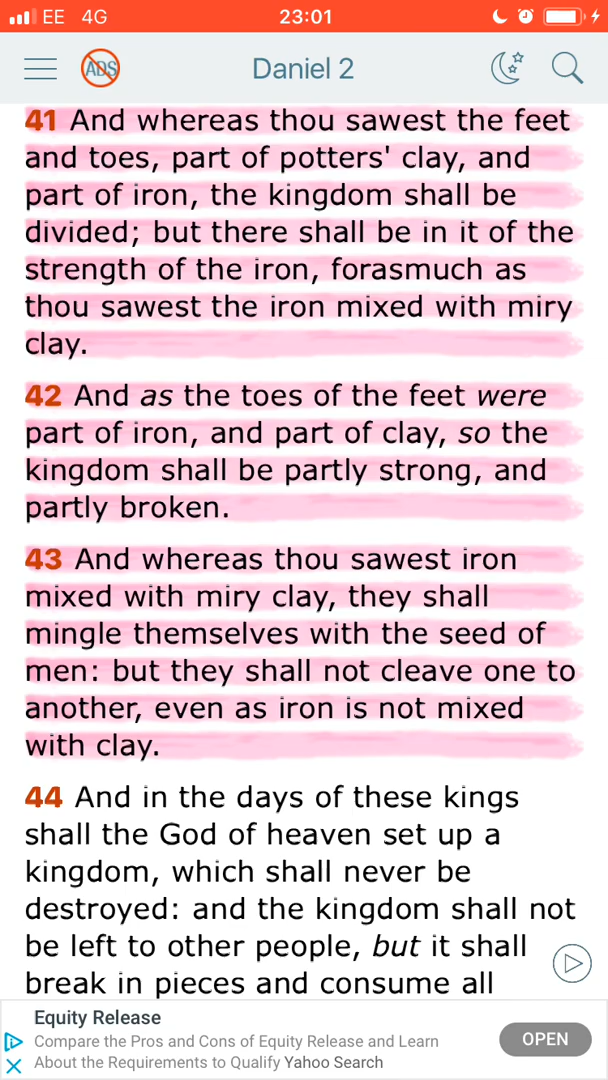 EE 4G 23:01
ADS Daniel 2
41 And whereas thou sawest the feet
and toes, part of potters' clay, and
part of iron, the kingdom shall be
divided; but there shall be in it of the
strength of the iron, forasmuch as
thou sawest the iron mixed with miry
clay.
42 And as the toes of the feet were
part of iron, and part of clay, so the
kingdom shall be partly strong, and
partly broken.
43 And whereas thou sawest iron
mixed with miry clay, they shall
mingle themselves with the seed of
men: but they shall not cleave one to
another, even as iron is not mixed
with clay.
44 And in the days of these kings
shall the God of heaven set up a
kingdom, which shall never be
destroyed: and the kingdom shall not
be left to other people, but it shall
break in pieces and consume all
Equity Release
Compare the Pros and Cons of Equity Release and Learn
About the Requirements to Qualify Yahoo Search
OPEN